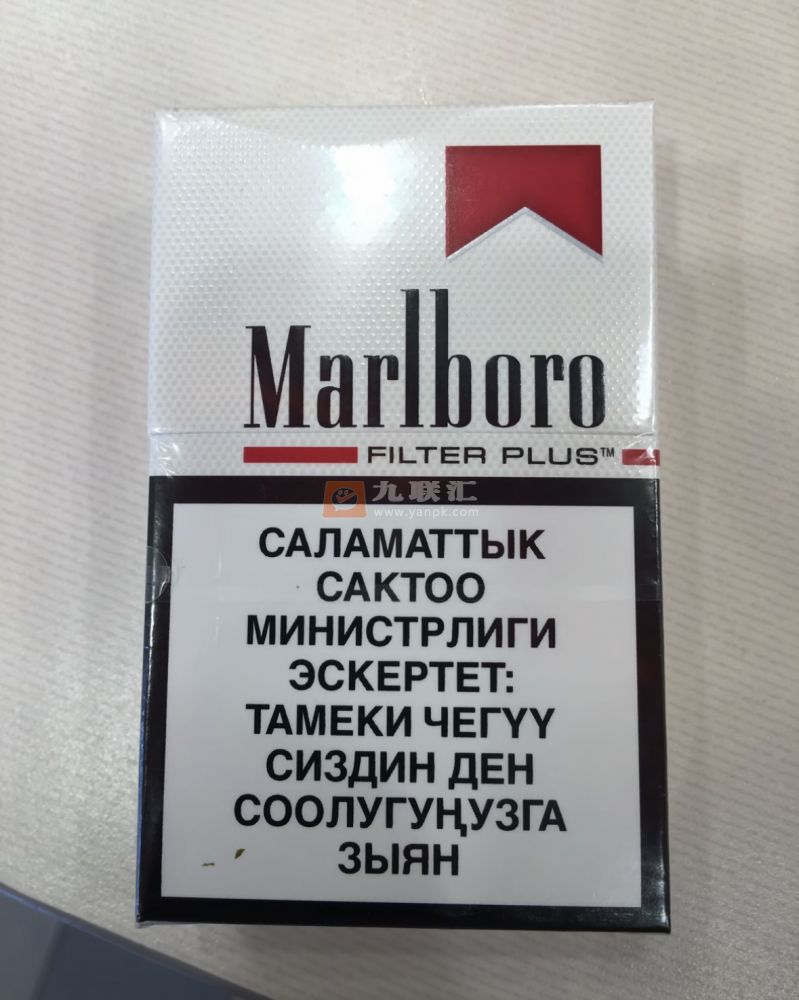 Marlboro
FILTER PLUS™
九联汇
www.yanpk.com
САЛАМАТТЫК
САКТОО
МИНИСТРЛИГИ
ЭСКЕРТЕТ:
ТАМЕКИ ЧЕГҮҮ
СИЗДИН ДЕН
СООЛУГУҢУЗГА
ЗЫЯН